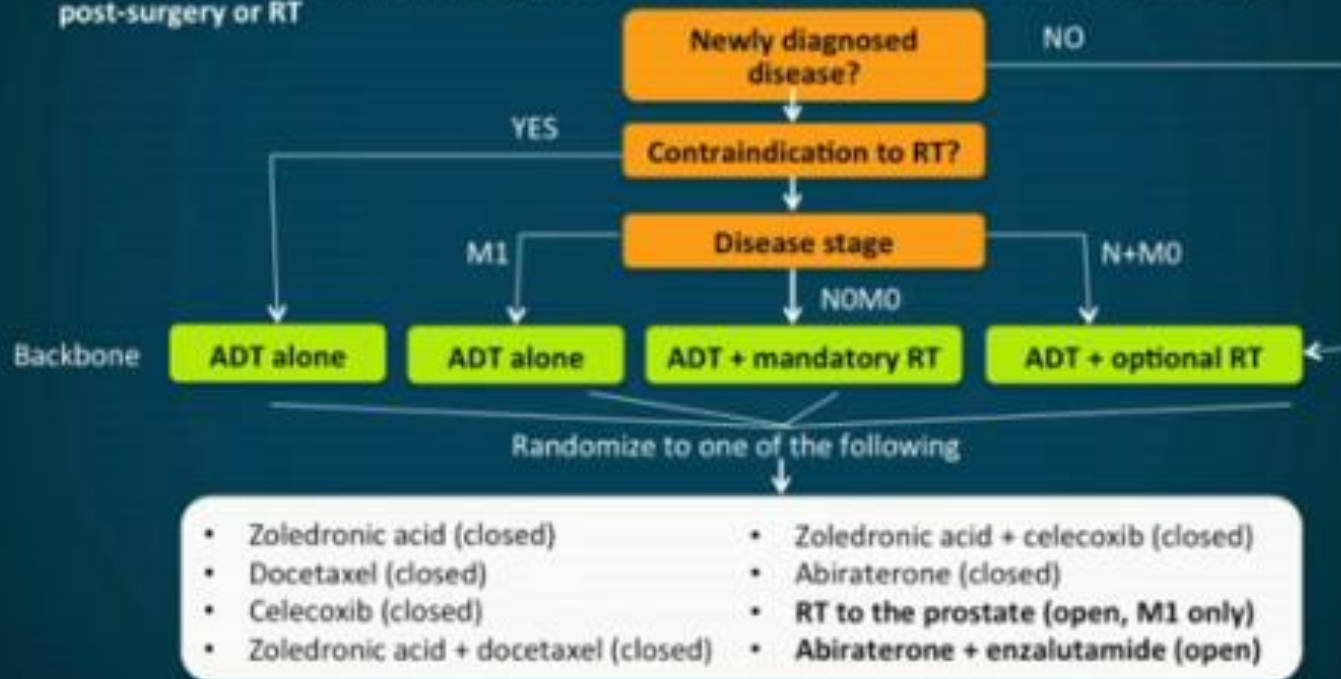 post-surgery or RT
Newly diagnosed
disease?
NO
YES
Contraindication to RT?
Disease stage
M1
N0M0
N+M0
Backbone
ADT alone
ADT alone
ADT + mandatory RT
ADT + optional RT
Randomize to one of the following
• Zoledronic acid (closed)
• Docetaxel (closed)
• Celecoxib (closed)
• Zoledronic acid + docetaxel (closed)
• Zoledronic acid + celecoxib (closed)
• Abiraterone (closed)
• RT to the prostate (open, M1 only)
• Abiraterone + enzalutamide (open)